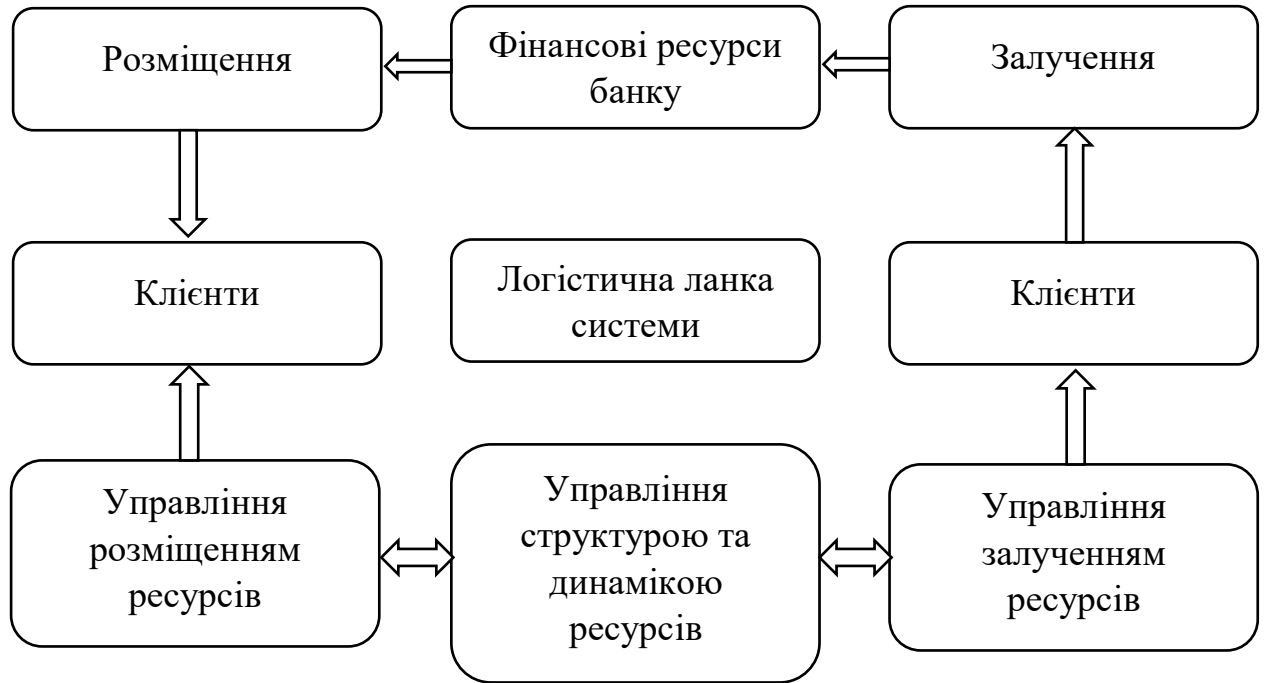 Розміщення
Фінансові ресурси
банку
Залучення
Клієнти
Логістична ланка
системи
Клієнти
Управління
розміщенням
ресурсів
Управління
структурою та
динамікою
ресурсів
Управління
залученням
ресурсів